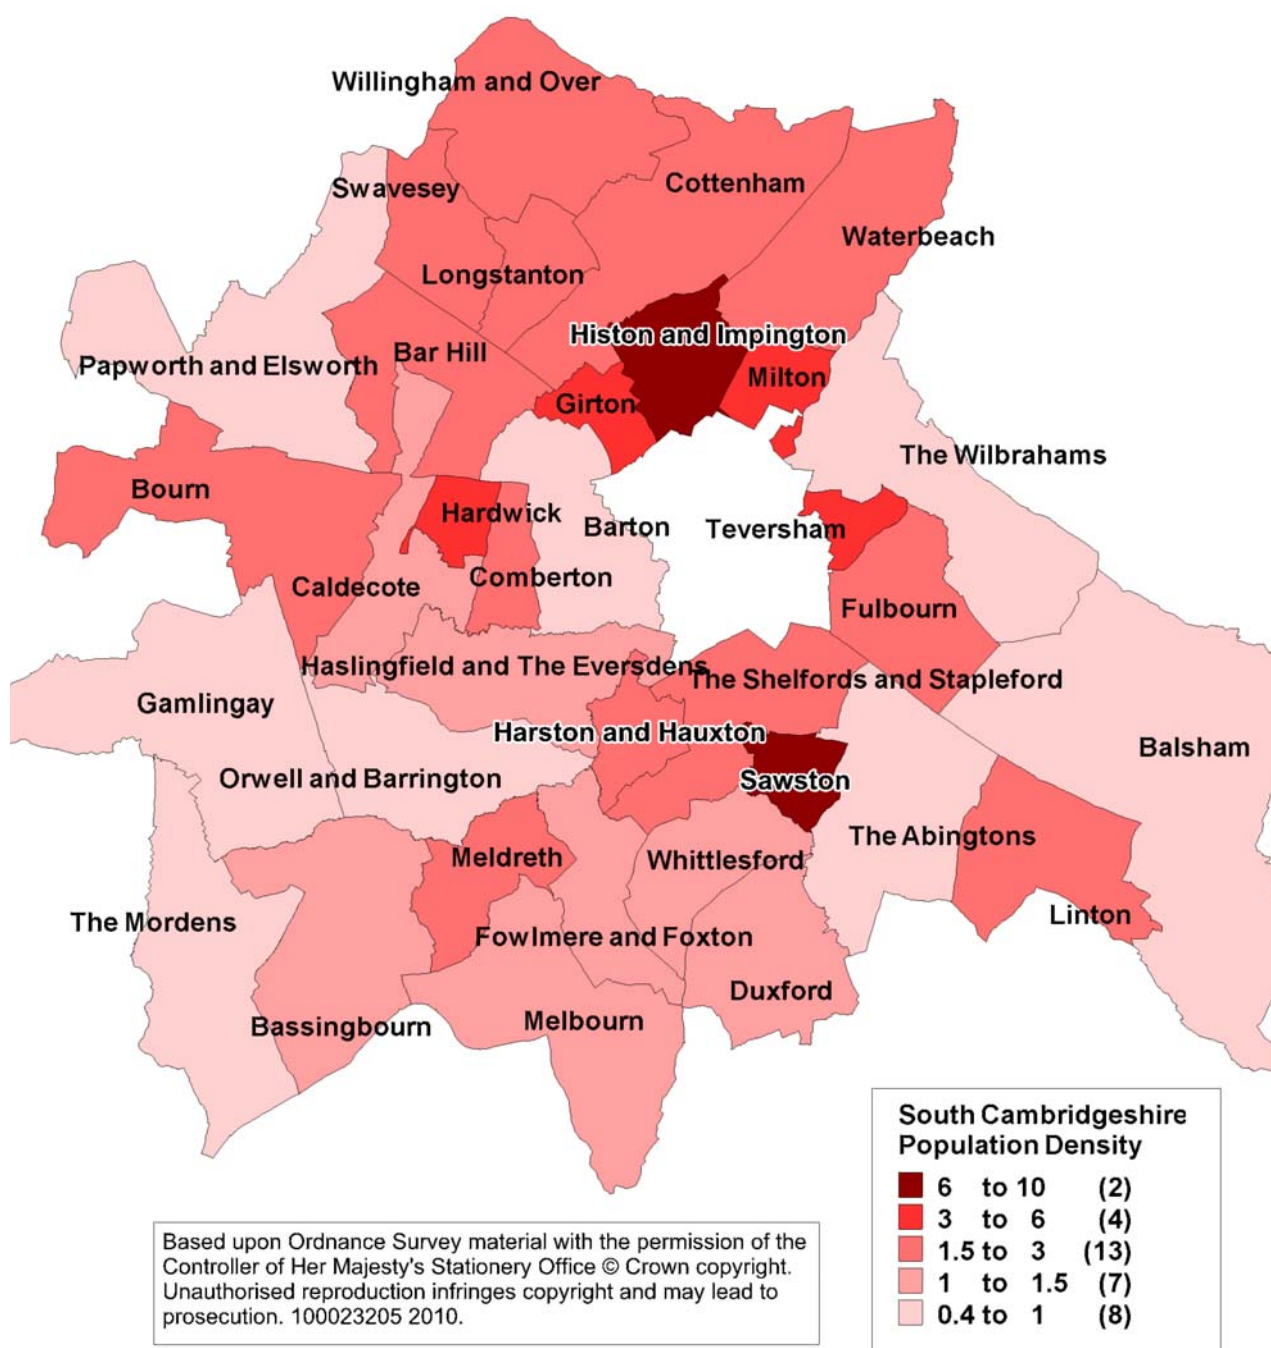 Willingham and Over
Cottenham
Swavesey
Waterbeach
Longstanton
Histon and Impington
Bar Hill
Papworth and Elsworth
Milton
Girton
The Wilbrahams
Bourn
Hardwick
Barton
Teversham
Comberton
Caldecote
Fulbourn
Haslingfield and The Eversdens
The Shelfords and Stapleford
Gamlingay
Harston and Hauxton
Balsham
Orwell and Barrington
Sawston
The Abingtons
Meldreth
Whittlesford
Linton
The Mordens
Fowlmere and Foxton
Duxford
Bassingbourn
Melbourn
South Cambridgeshire
Population Density
6 to 10 (2)
3 to 6 (4)
1.5 to 3 (13)
1 to 1.5 (7)
0.4 to 1 (8)
Based upon Ordnance Survey material with the permission of the
Controller of Her Majesty's Stationery Office © Crown copyright.
Unauthorised reproduction infringes copyright and may lead to
prosecution. 100023205 2010.